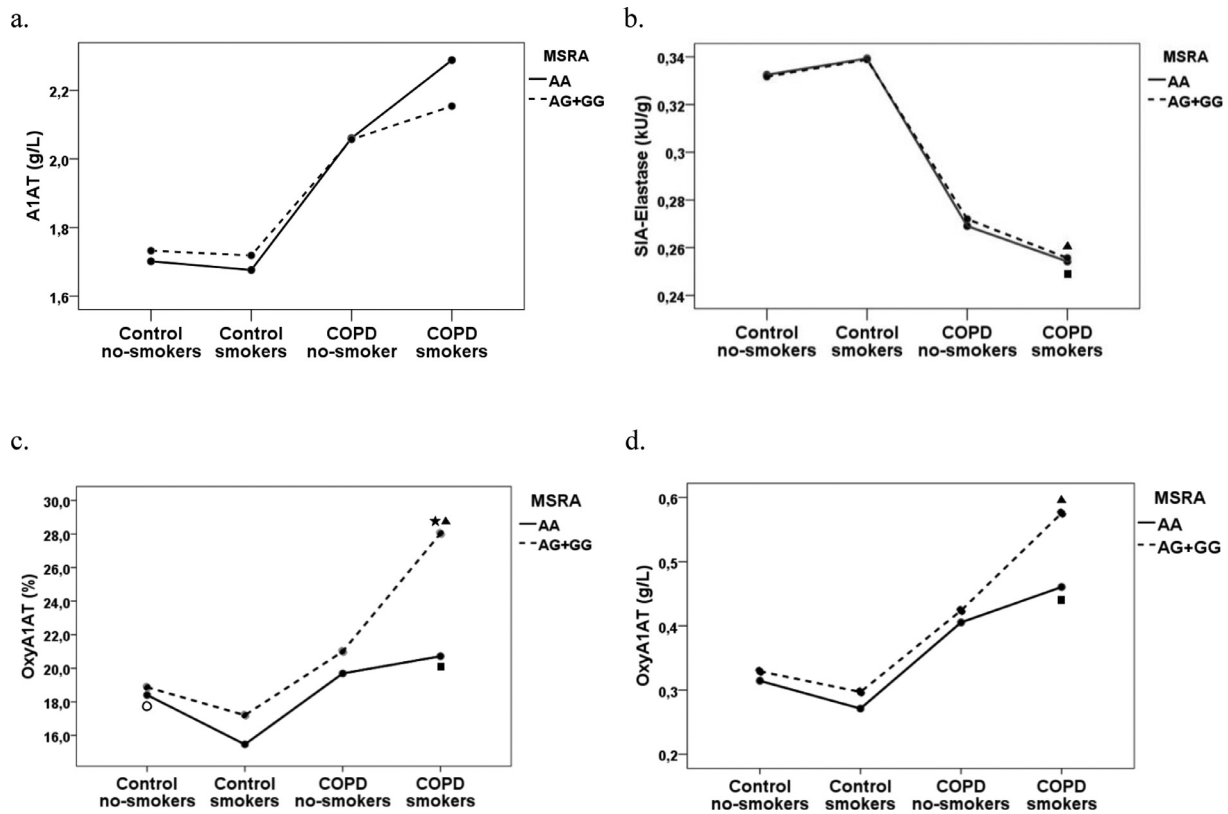 a.
A1AT (g/L)
2,2
2,0
1,8
1,6
Control no-smokers
Control smokers
COPD no-smoker
COPD smokers
MSRA
AA
AG+GG
b.
SIA-Elastase (kU/g)
0,34
0,32
0,3
0,28
0,26
0,24
Control no-smokers
Control smokers
COPD no-smokers
COPD smokers
MSRA
AA
AG+GG
c.
OxyA1AT (%)
30,0
28,0
26,0
24,0
22,0
20,0
18,0
16,0
Control no-smokers
Control smokers
COPD no-smokers
COPD smokers
MSRA
AA
AG+GG
d.
OxyA1AT (g/L)
0,6
0,5
0,4
0,3
0,2
Control no-smokers
Control smokers
COPD no-smokers
COPD smokers
MSRA
AA
AG+GG